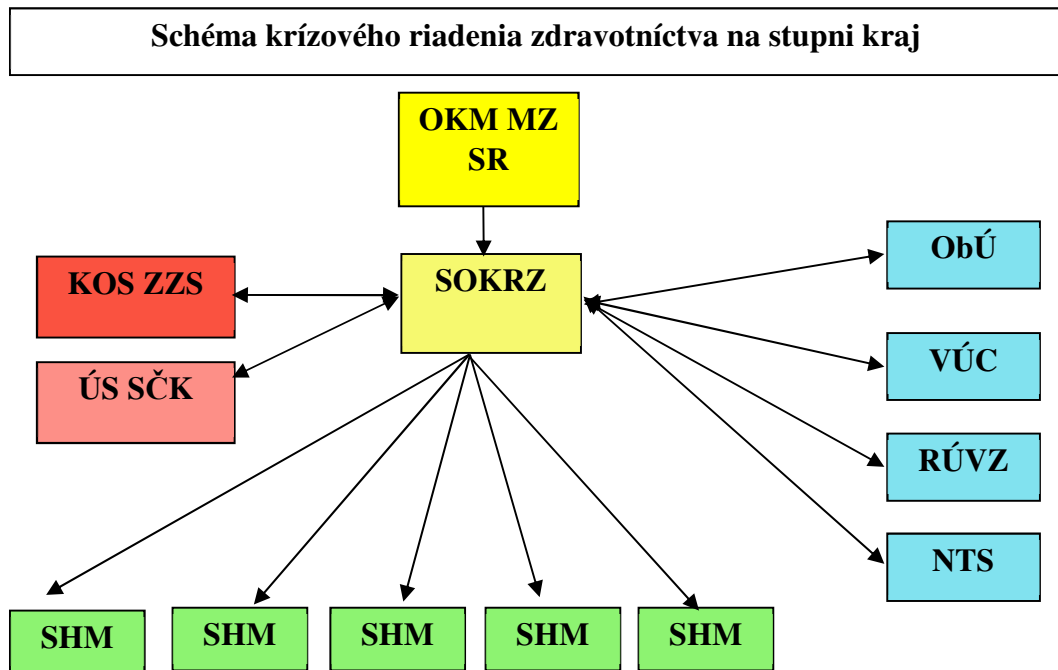 Schéma krízového riadenia zdravotníctva na stupni kraj
OKM MZ
SR
ObÚ
KOS ZZS
SOKRZ
VÚC
ÚS SČK
RÚVZ
NTS
SHM
SHM
SHM
SHM
SHM